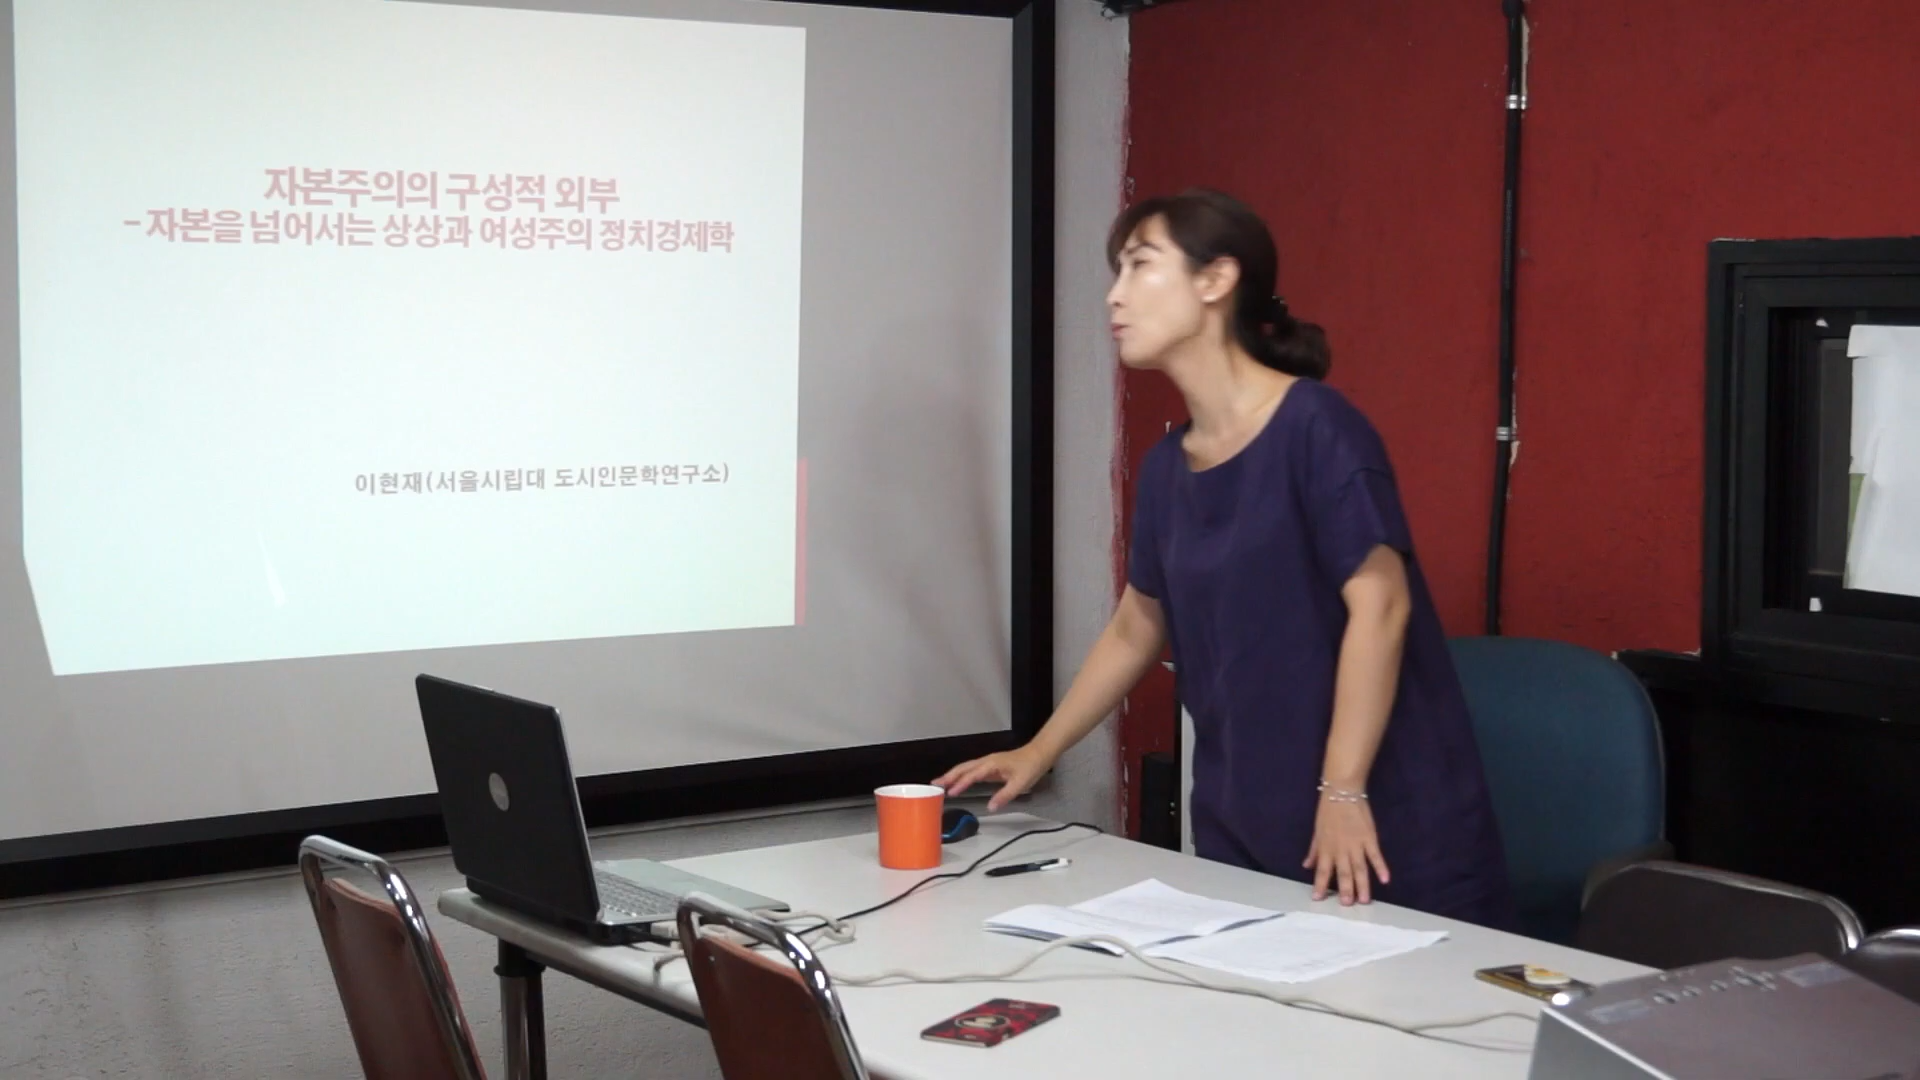 자본주의의 구성적 외부
- 자본을 넘어서는 상상과 여성주의 정치경제학
이현재(서울시립대 도시인문학연구소)